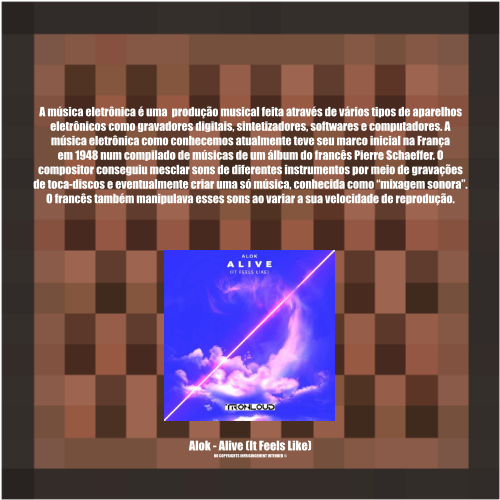 A música eletrônica é uma produção musical feita através de vários tipos de aparelhos
eletrônicos como gravadores digitais, sintetizadores, softwares e computadores. A
música eletrônica como conhecemos atualmente teve seu marco inicial na França
em 1948 num compilado de músicas de um álbum do francês Pierre Schaeffer. O
compositor conseguiu mesclar sons de diferentes instrumentos por meio de gravações
de toca-discos e eventualmente criar uma só música, conhecida como “mixagem sonora”.
O francês também manipulava esses sons ao variar a sua velocidade de reprodução.
ALOK
ALIVE
(IT FEELS LIKE)
TRONLOUD
Alok - Alive (It Feels Like)
NO COPYRIGHTS INFRINGEMENT INTENDED ©